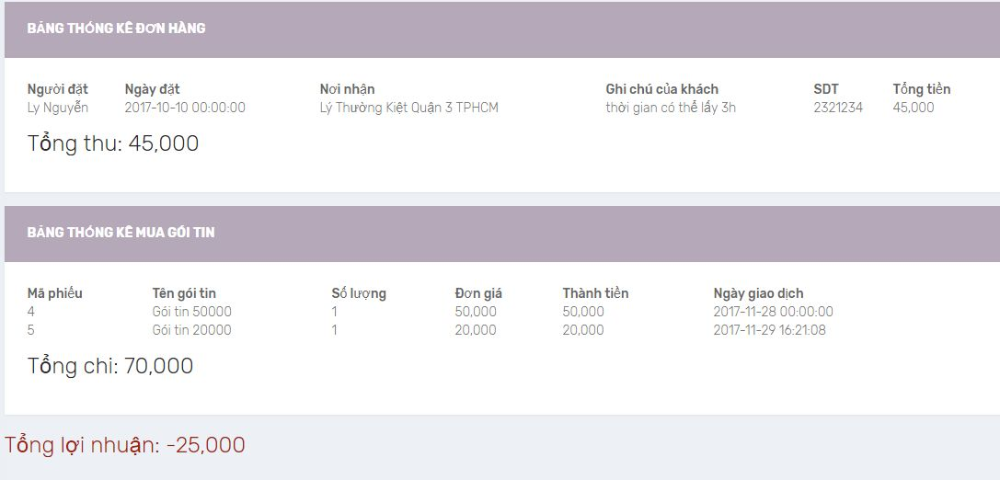 BẢNG THỐNG KÊ ĐƠN HÀNG
Người đặt Ngày đặt Nơi nhận Ghi chú của khách SDT Tổng tiền
Ly Nguyễn 2017-10-10 00:00:00 Lý Thường Kiệt Quận 3 TPHCM thời gian có thể lấy 3h 2321234 45,000
Tổng thu: 45,000
BẢNG THỐNG KÊ MUA GÓI TIN
Mã phiếu Tên gói tin Số lượng Đơn giá Thành tiền Ngày giao dịch
4 Gói tin 50000 1 50,000 50,000 2017-11-28 00:00:00
5 Gói tin 20000 1 20,000 20,000 2017-11-29 16:21:08
Tổng chi: 70,000
Tổng lợi nhuận: -25,000